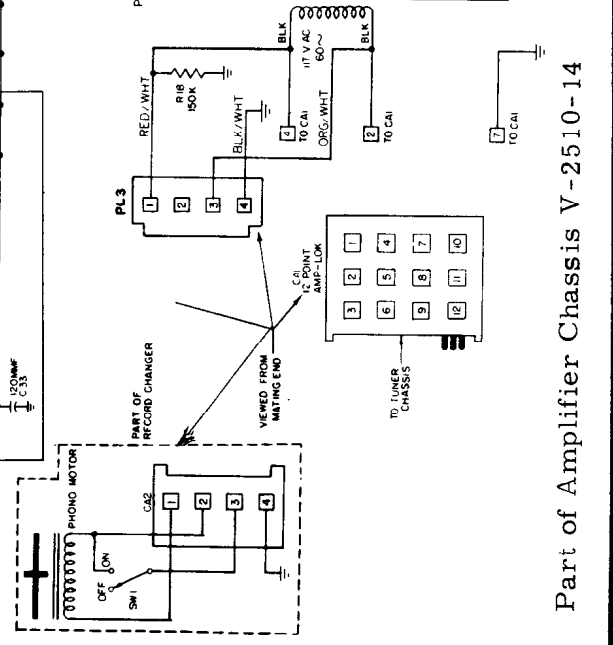 P
BLK
117 V AC
60~
BLK
RED/WHT
R18
150K
BLK/WHT
4
TO CA1
ORG/WHT
2
TO CA1
7
TO CA1
PL3
1
2
3
4
CA1
12 POINT
AMP-LOK
1
4
7
10
2
5
8
11
3
6
9
12
TO TUNER
CHASSIS
VIEWED FROM
MATING END
120MMF
C33
PART OF
RECORD CHANGER
PHONO MOTOR
CA2
1
2
3
4
ON
OFF
SW1
Part of Amplifier Chassis V-2510-14